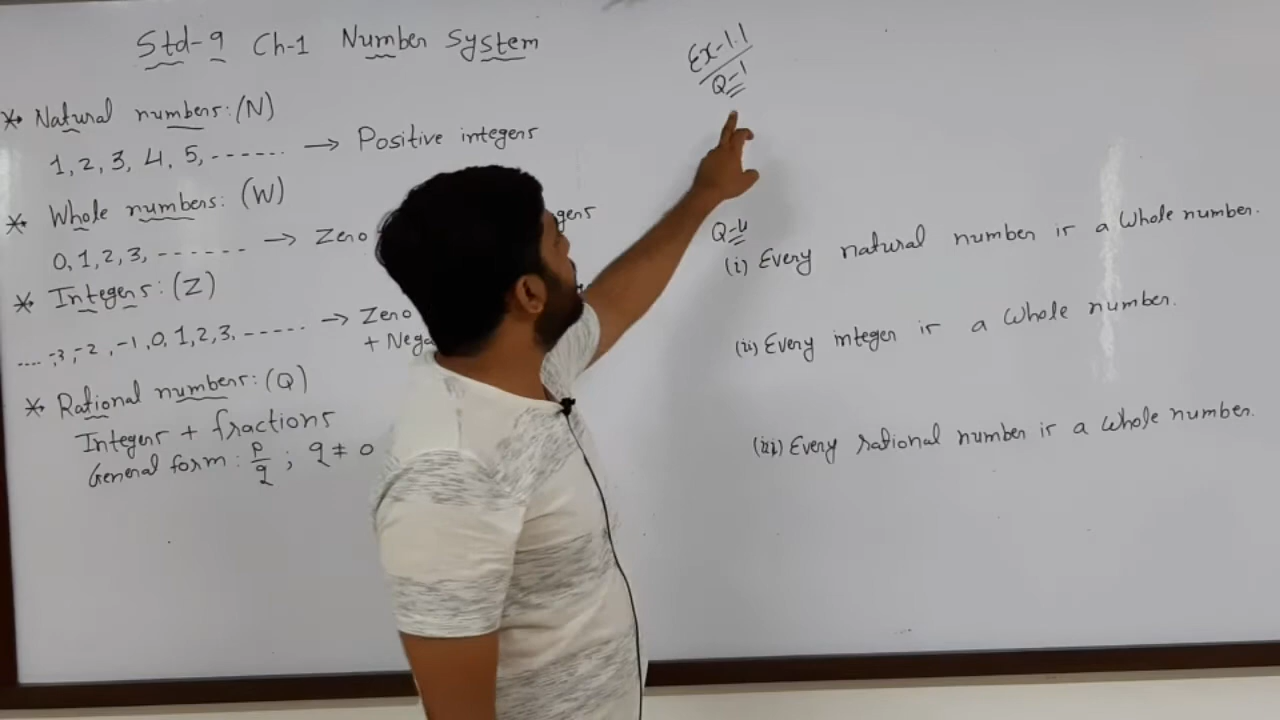 Std-9 Ch-1 Number System
* Natural numbers: (N)
1, 2, 3, 4, 5, ------ → Positive integers
* Whole numbers: (W)
0, 1, 2, 3, ------ → Zero gers
* Integers: (Z)
.... -3, -2, -1, 0, 1, 2, 3, ----- → Zero
+ Nega
* Rational numbers: (Q)
Integers + fractions
General form: p/q ; q ≠ 0
Ex-1.1
Q-1
Q-4
(i) Every natural number is a whole number.
(ii) Every integer is a whole number.
(iii) Every rational number is a whole number.